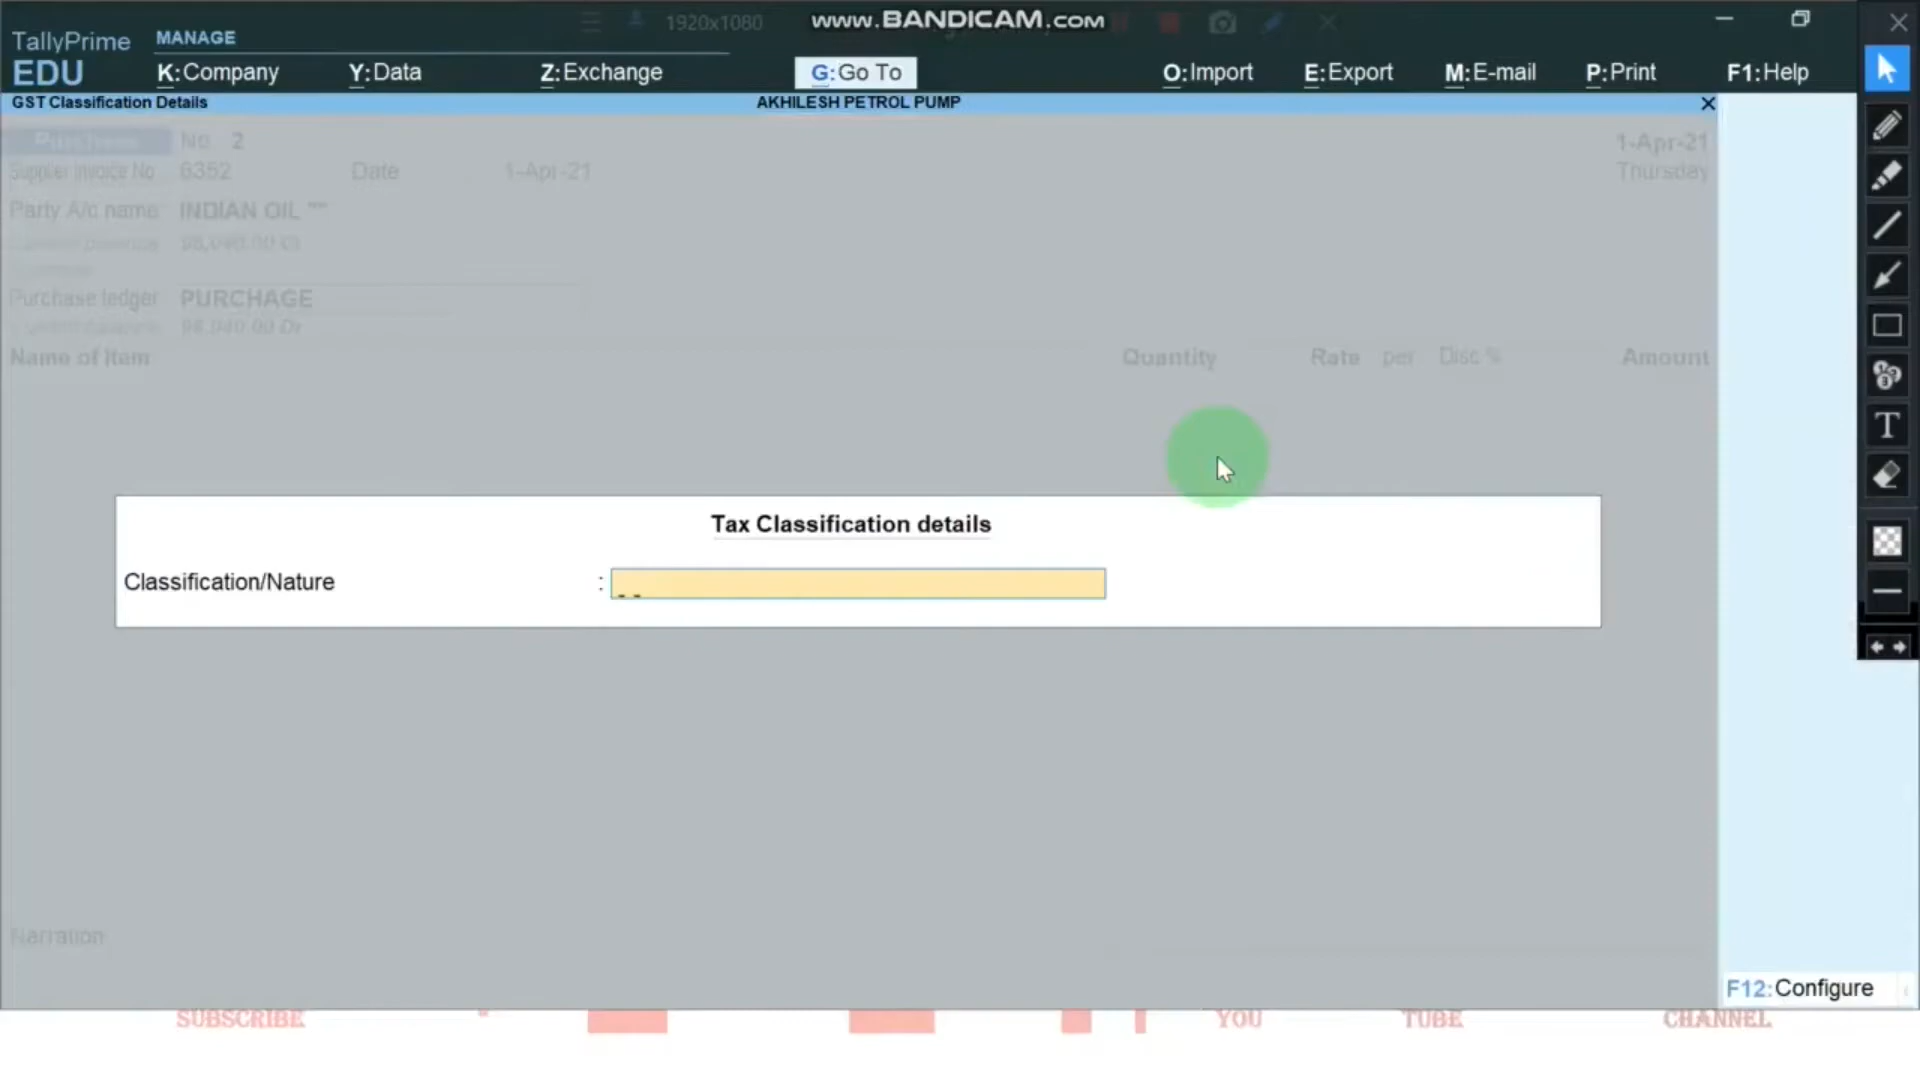 1920x1080 www.BANDICAM.com
TallyPrime MANAGE
EDU K:Company Y:Data Z:Exchange G:Go To O:Import E:Export M:E-mail P:Print F1:Help
GST Classification Details AKHILESH PETROL PUMP
Purchase No. 2 1-Apr-21
Supplier Invoice No 6352 Date 1-Apr-21 Thursday
Party A/c name INDIAN OIL
Purchase ledger PURCHAGE
Name of Item Quantity Rate per Disc % Amount
Tax Classification details
Classification/Nature :
Narration
F12:Configure
SUBSCRIBE YOU TUBE CHANNEL